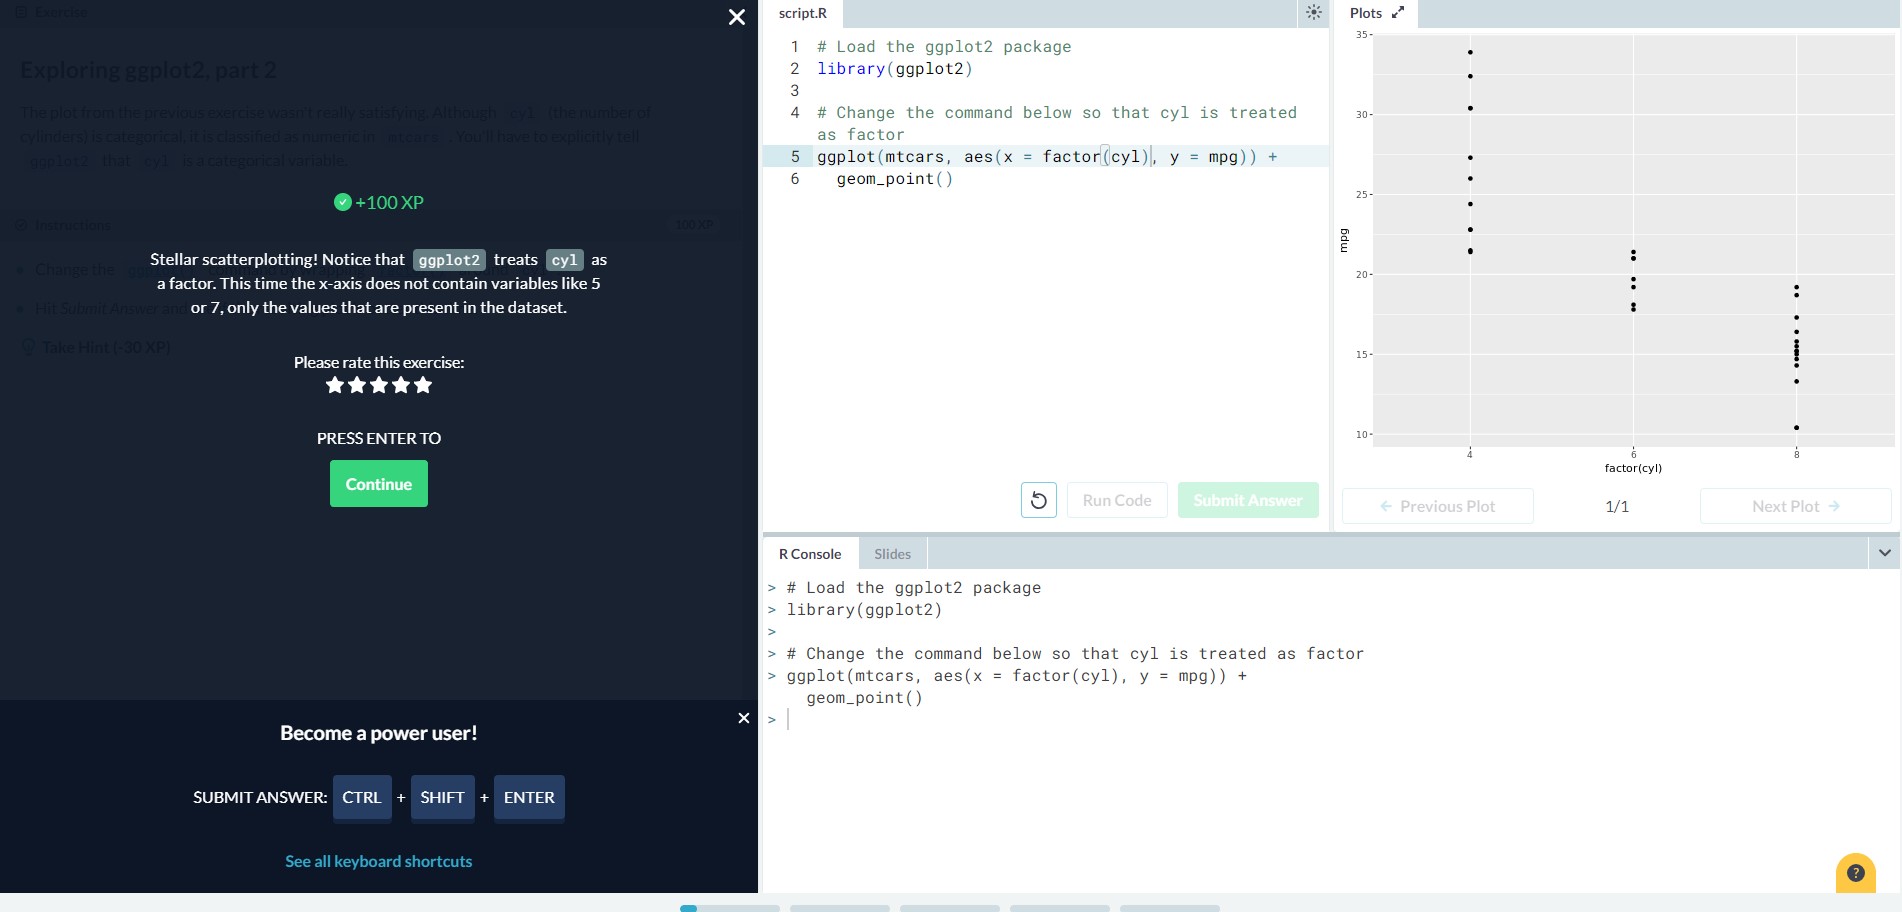 Exercise
Exploring ggplot2, part 2
The plot from the previous exercise wasn't really satisfying. Although cyl (the number of
cylinders) is categorical, it is classified as numeric in mtcars . You'll have to explicitly tell
ggplot2 that cyl is a categorical variable.
+100 XP
Instructions
100 XP
Stellar scatterplotting! Notice that ggplot2 treats cyl as
a factor. This time the x-axis does not contain variables like 5
or 7, only the values that are present in the dataset.
Change the
Hit Submit Answer and
Take Hint (-30 XP)
Please rate this exercise:
PRESS ENTER TO
Continue
Become a power user!
SUBMIT ANSWER: CTRL + SHIFT + ENTER
See all keyboard shortcuts
script.R
1 # Load the ggplot2 package
2 library(ggplot2)
3
4 # Change the command below so that cyl is treated
as factor
5 ggplot(mtcars, aes(x = factor(cyl), y = mpg)) +
6 geom_point()
Run Code
Submit Answer
Plots
35
30
25
20
15
10
mpg
4 6 8
factor(cyl)
← Previous Plot
1/1
Next Plot →
R Console
Slides
> # Load the ggplot2 package
> library(ggplot2)
>
> # Change the command below so that cyl is treated as factor
> ggplot(mtcars, aes(x = factor(cyl), y = mpg)) +
geom_point()
>
?